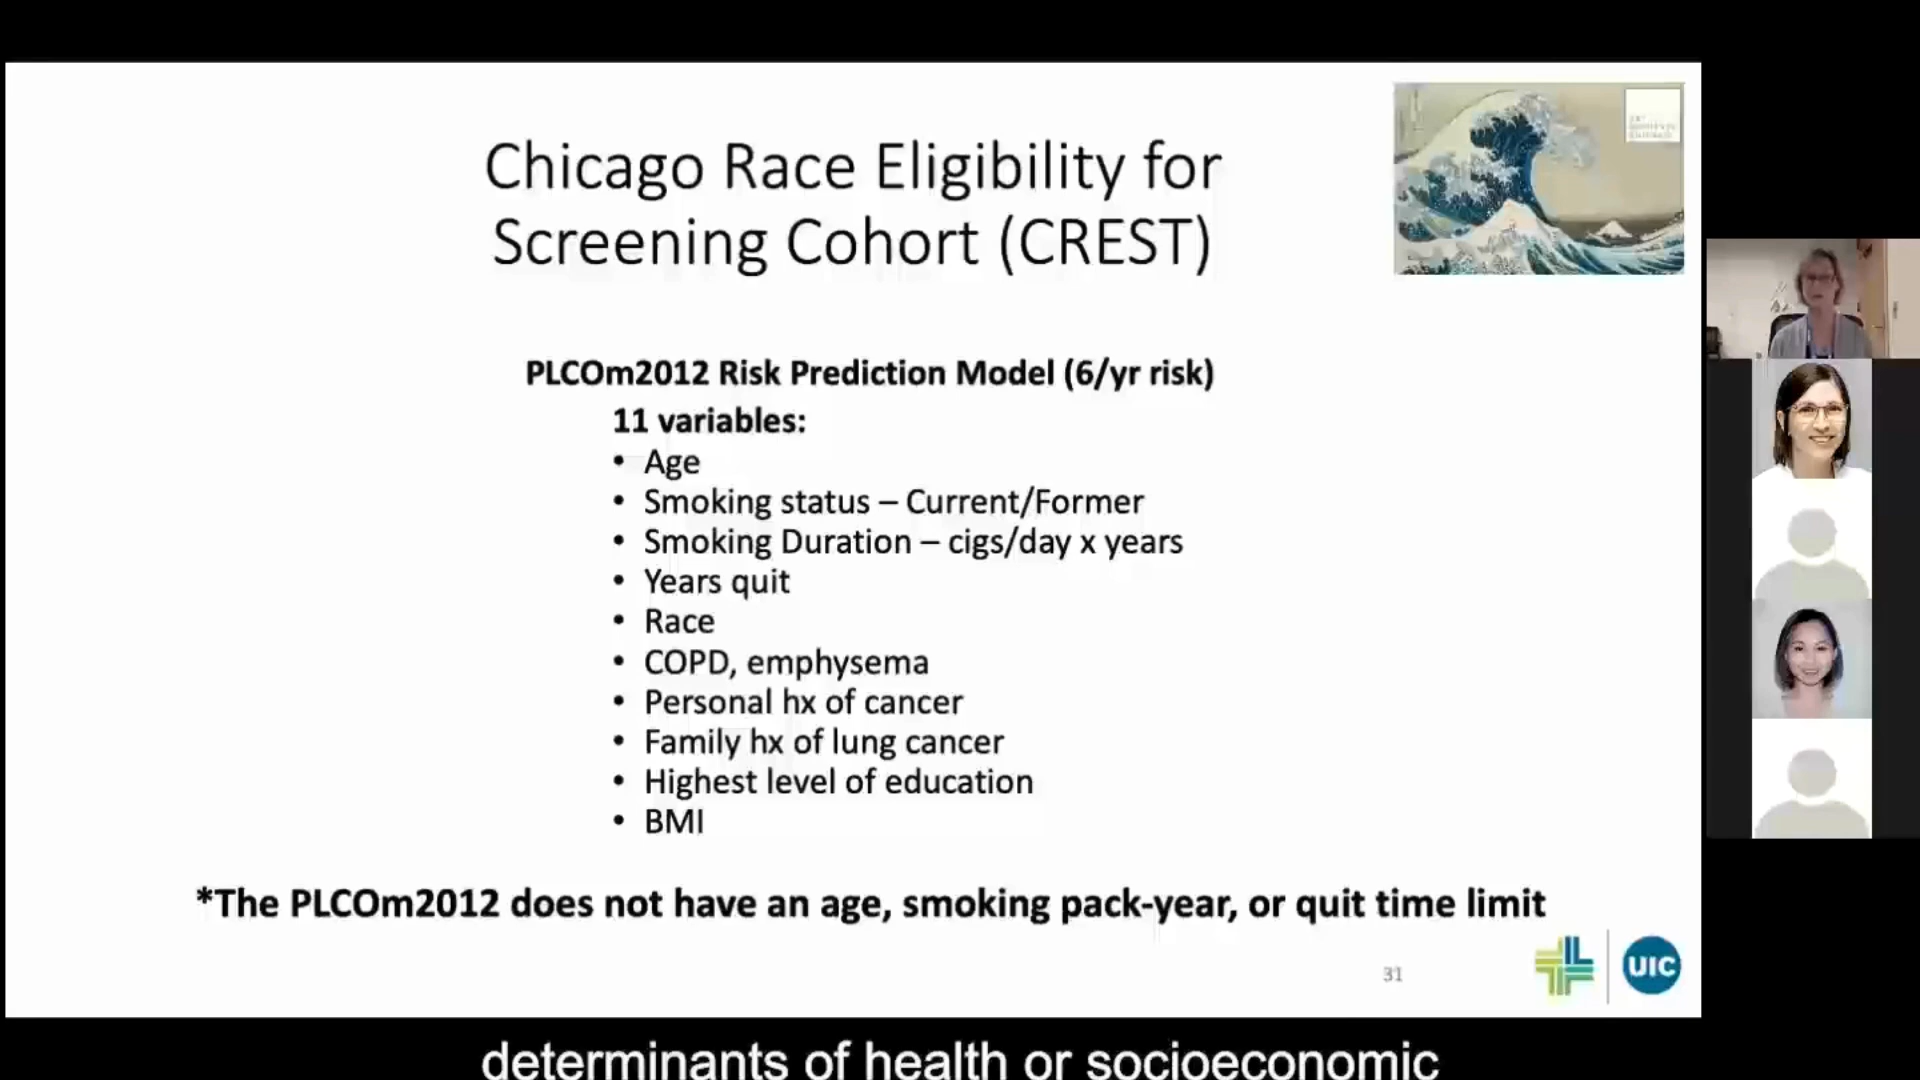 Chicago Race Eligibility for
Screening Cohort (CREST)
PLCOm2012 Risk Prediction Model (6/yr risk)
11 variables:
• Age
• Smoking status – Current/Former
• Smoking Duration – cigs/day x years
• Years quit
• Race
• COPD, emphysema
• Personal hx of cancer
• Family hx of lung cancer
• Highest level of education
• BMI
*The PLCOm2012 does not have an age, smoking pack-year, or quit time limit
31
UIC
determinants of health or socioeconomic